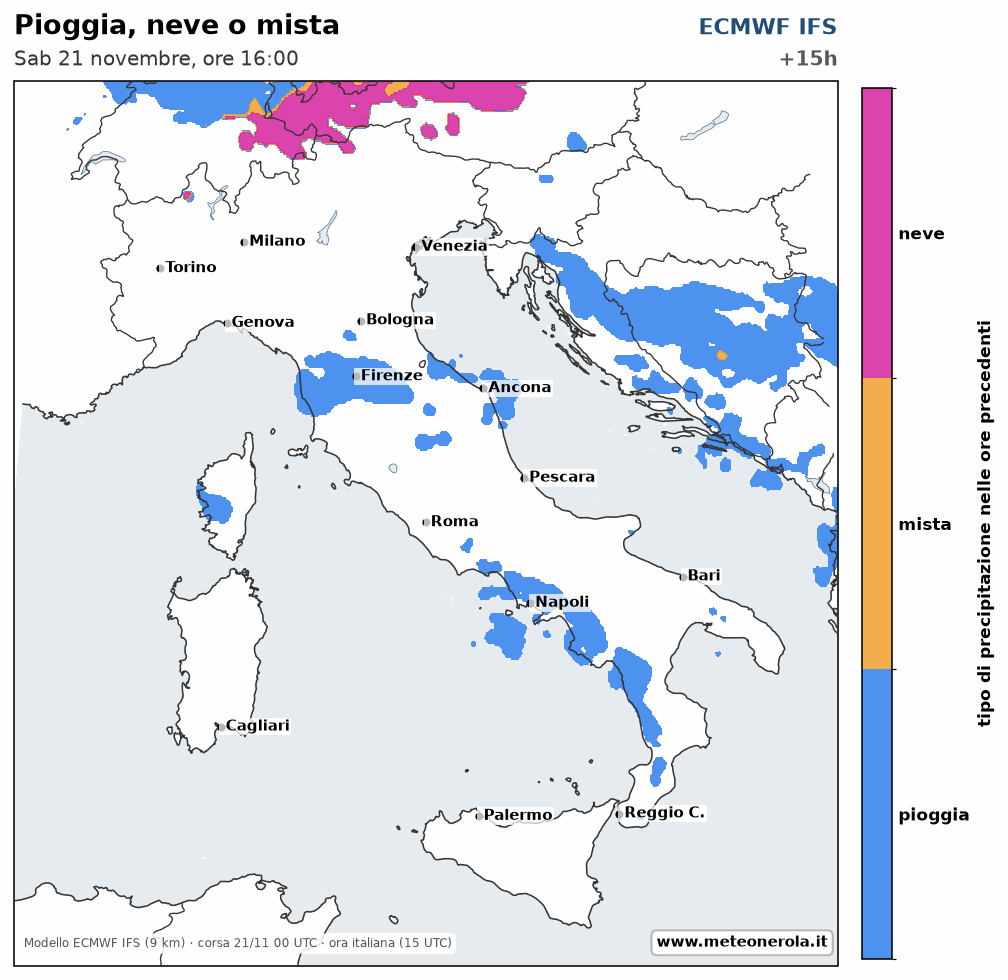 Pioggia, neve o mista
ECMWF IFS
Sab 21 novembre, ore 16:00
+15h
neve
mista
pioggia
tipo di precipitazione nelle ore precedenti
Milano
Venezia
Torino
Genova
Bologna
Firenze
Ancona
Pescara
Roma
Bari
Napoli
Cagliari
Palermo
Reggio C.
Modello ECMWF IFS (9 km) · corsa 21/11 00 UTC · ora italiana (15 UTC)
www.meteonerola.it